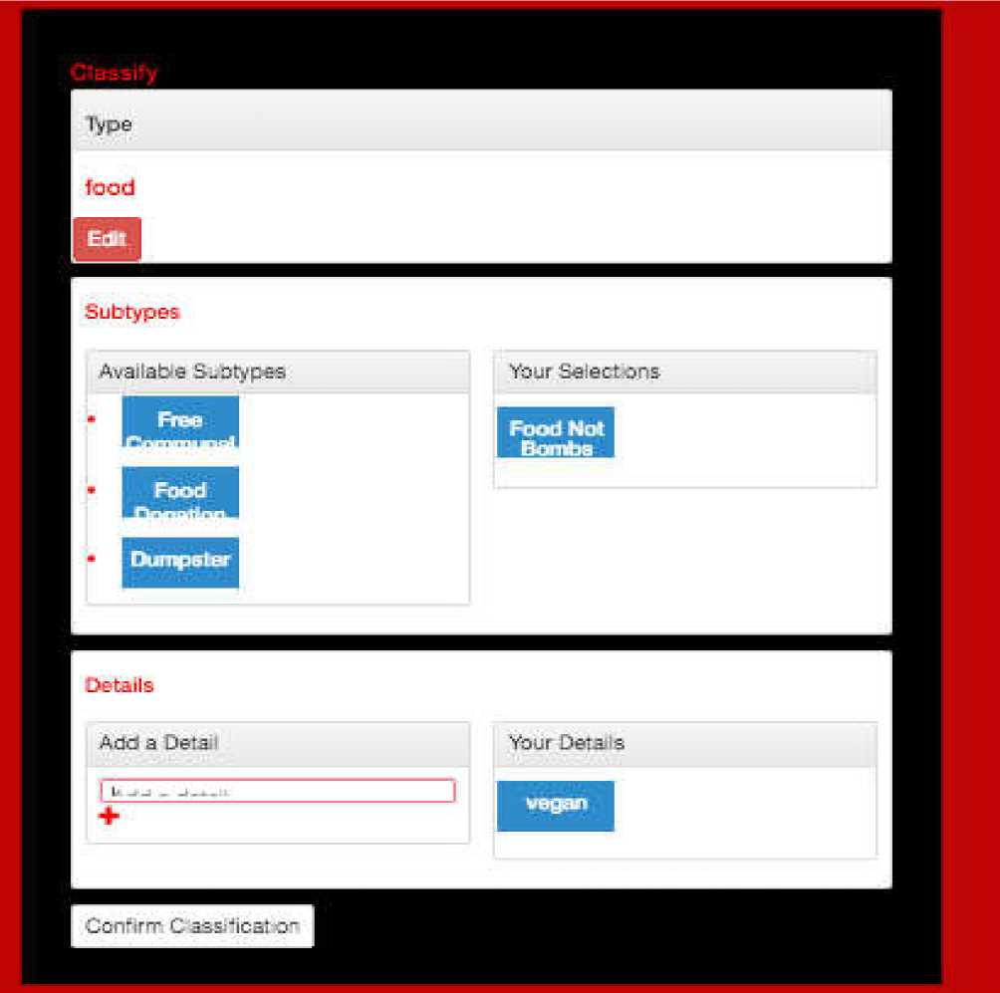 Classify
Type
food
Edit
Subtypes
Available Subtypes
Your Selections
Free
Communal
Food
Donation
Dumpster
Food Not
Bombs
Details
Add a Detail
Your Details
vegan
Confirm Classification